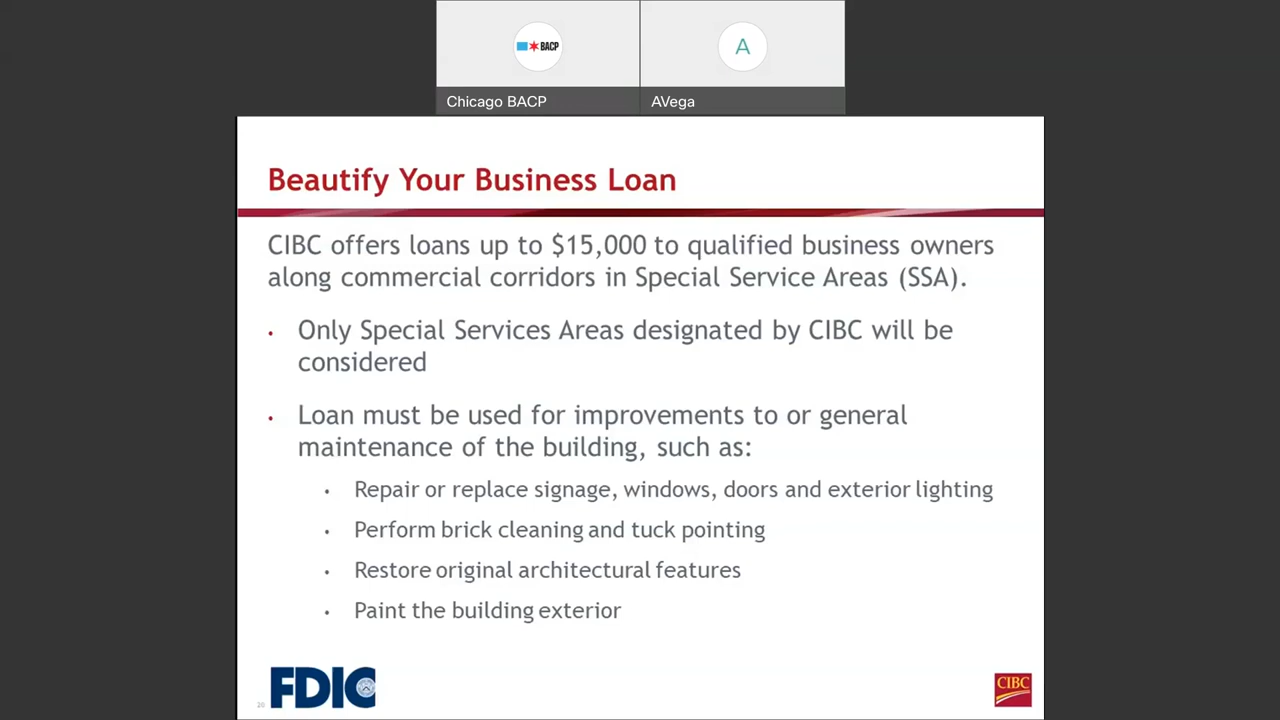 BACP
A
Chicago BACP
AVega
Beautify Your Business Loan
CIBC offers loans up to $15,000 to qualified business owners
along commercial corridors in Special Service Areas (SSA).
• Only Special Services Areas designated by CIBC will be
considered
• Loan must be used for improvements to or general
maintenance of the building, such as:
• Repair or replace signage, windows, doors and exterior lighting
• Perform brick cleaning and tuck pointing
• Restore original architectural features
• Paint the building exterior
20
FDIC
CIBC